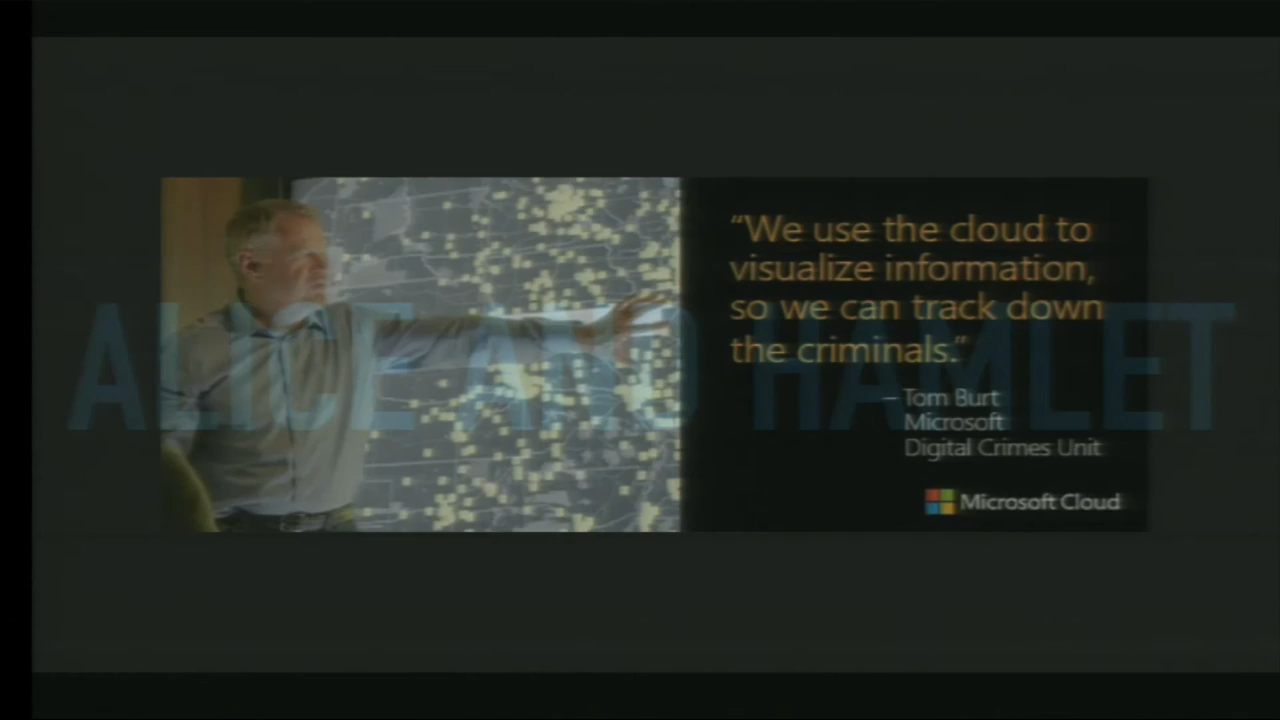 “We use the cloud to
visualize information,
so we can track down
the criminals.”
– Tom Burt
Microsoft
Digital Crimes Unit
Microsoft Cloud
ALICE AND HAMLET